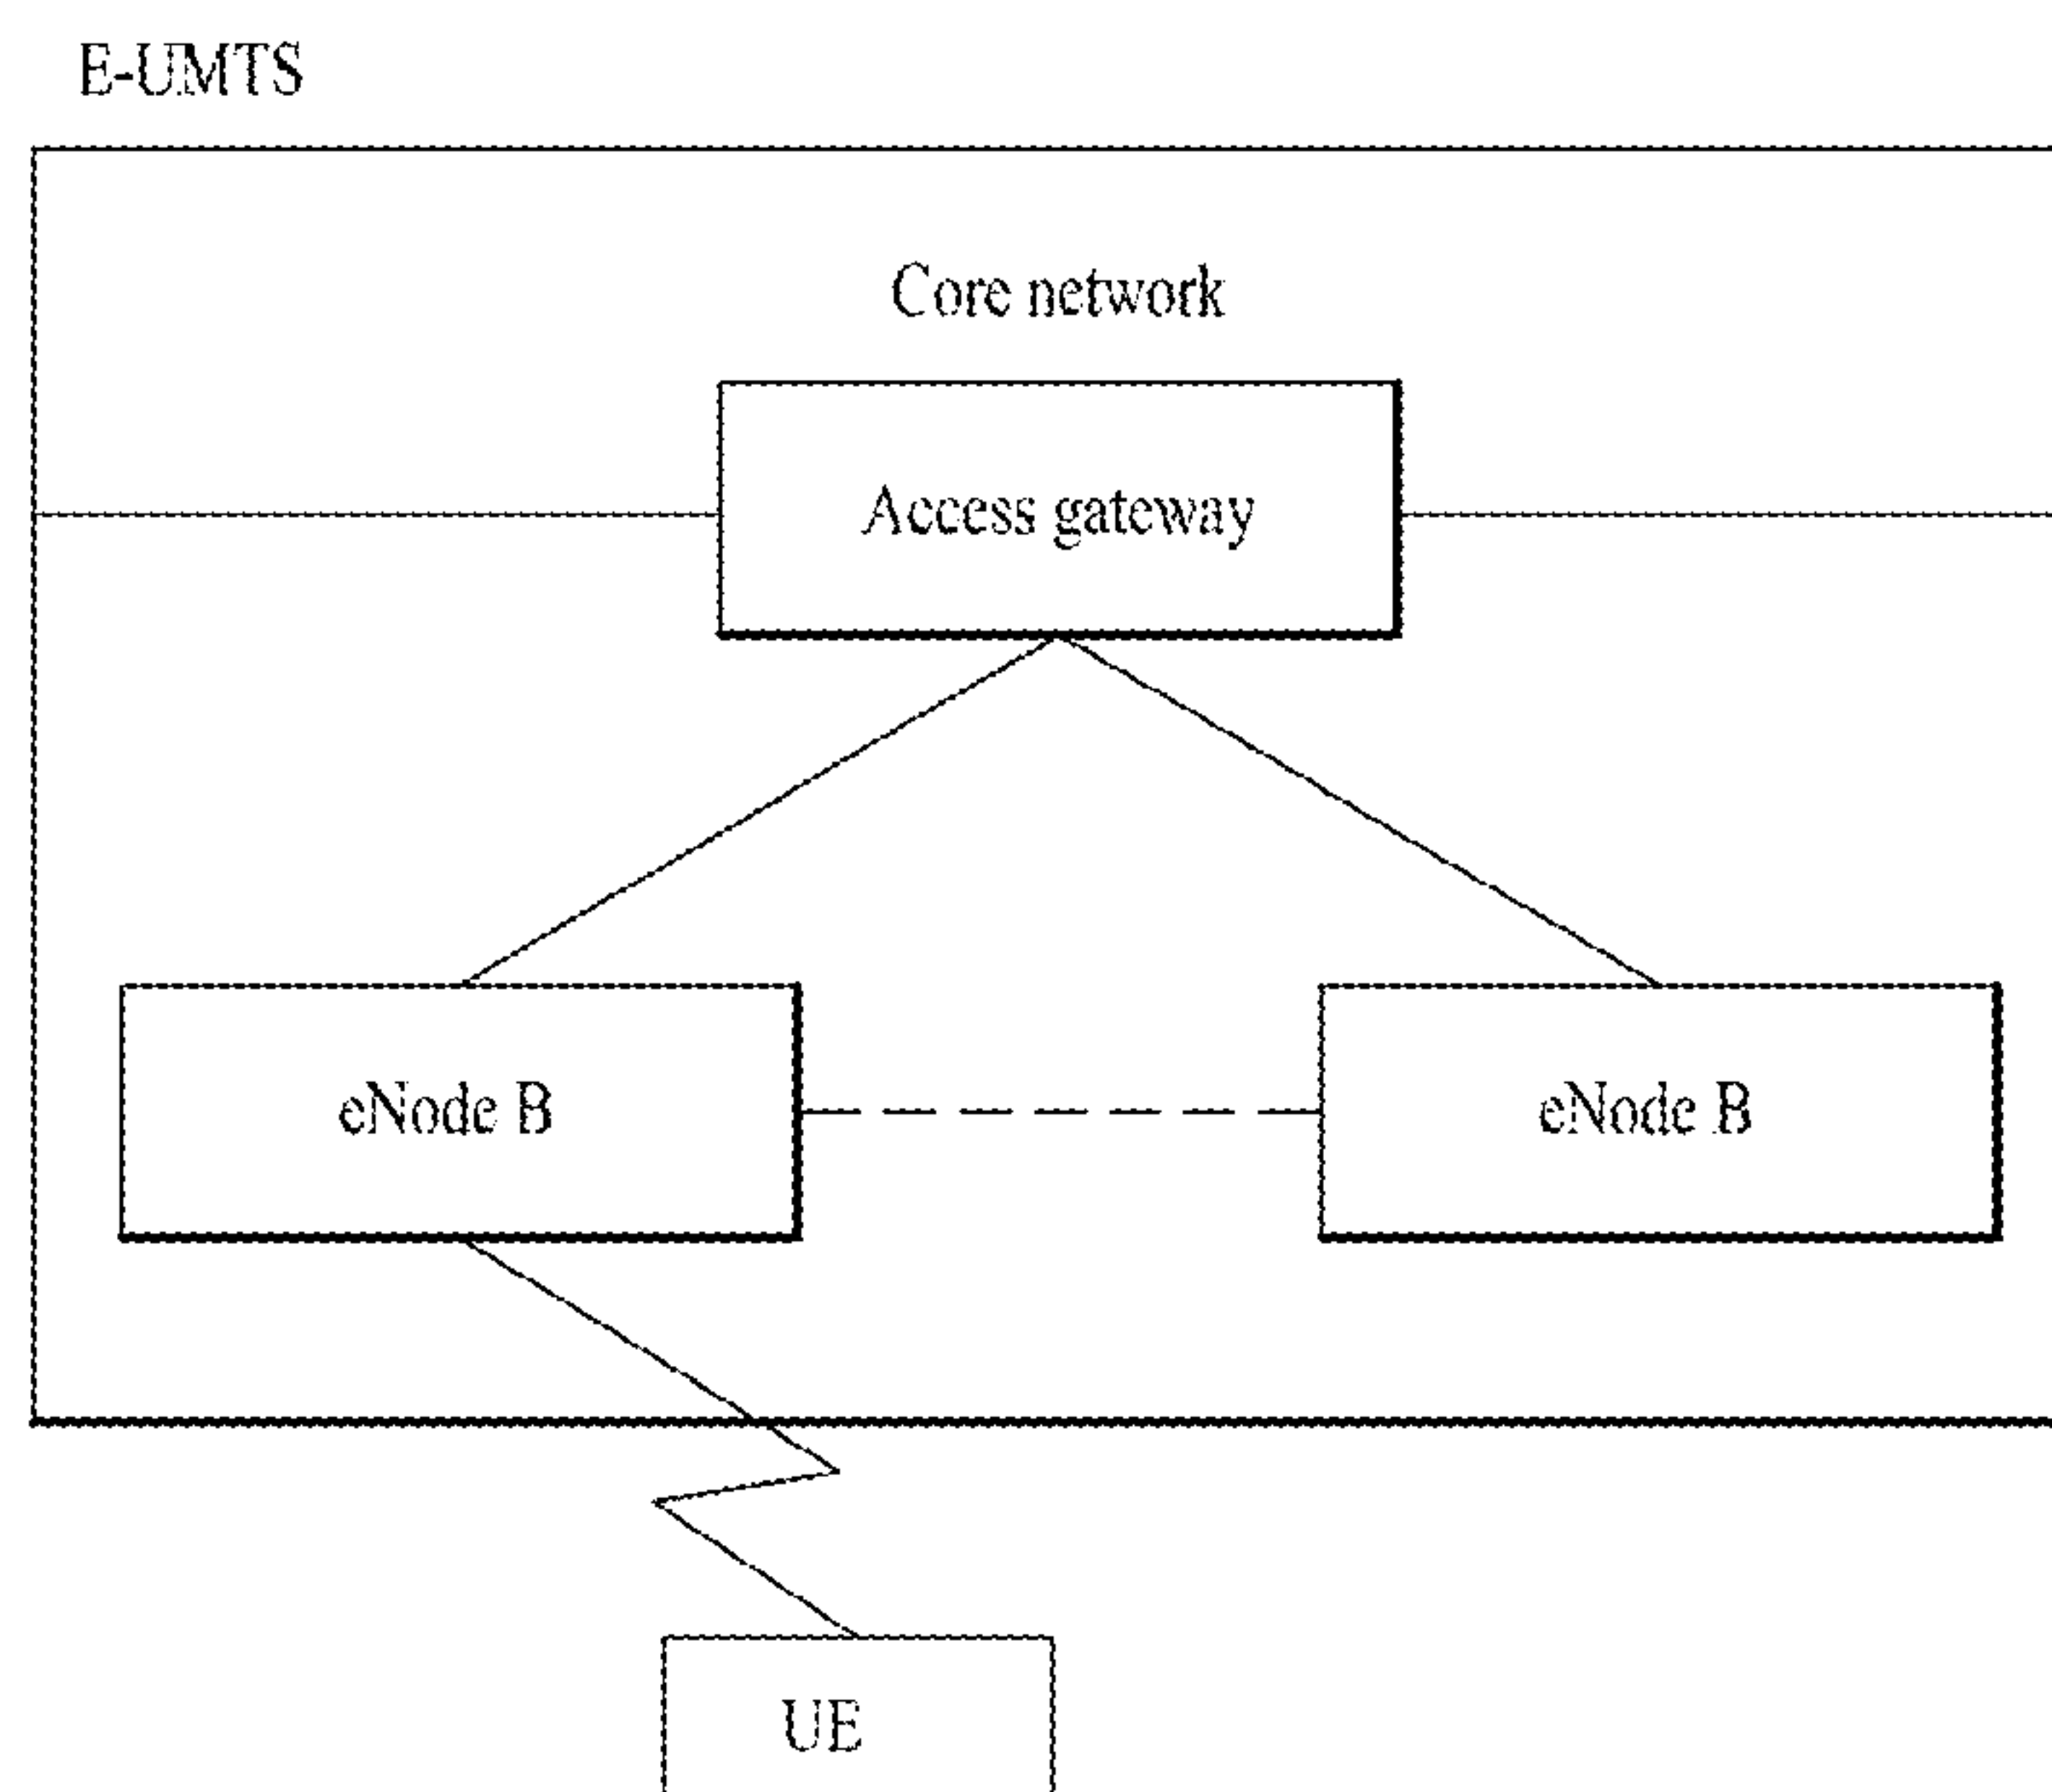 E-UMTS
Core network
Access gateway
eNode B
eNode B
UE